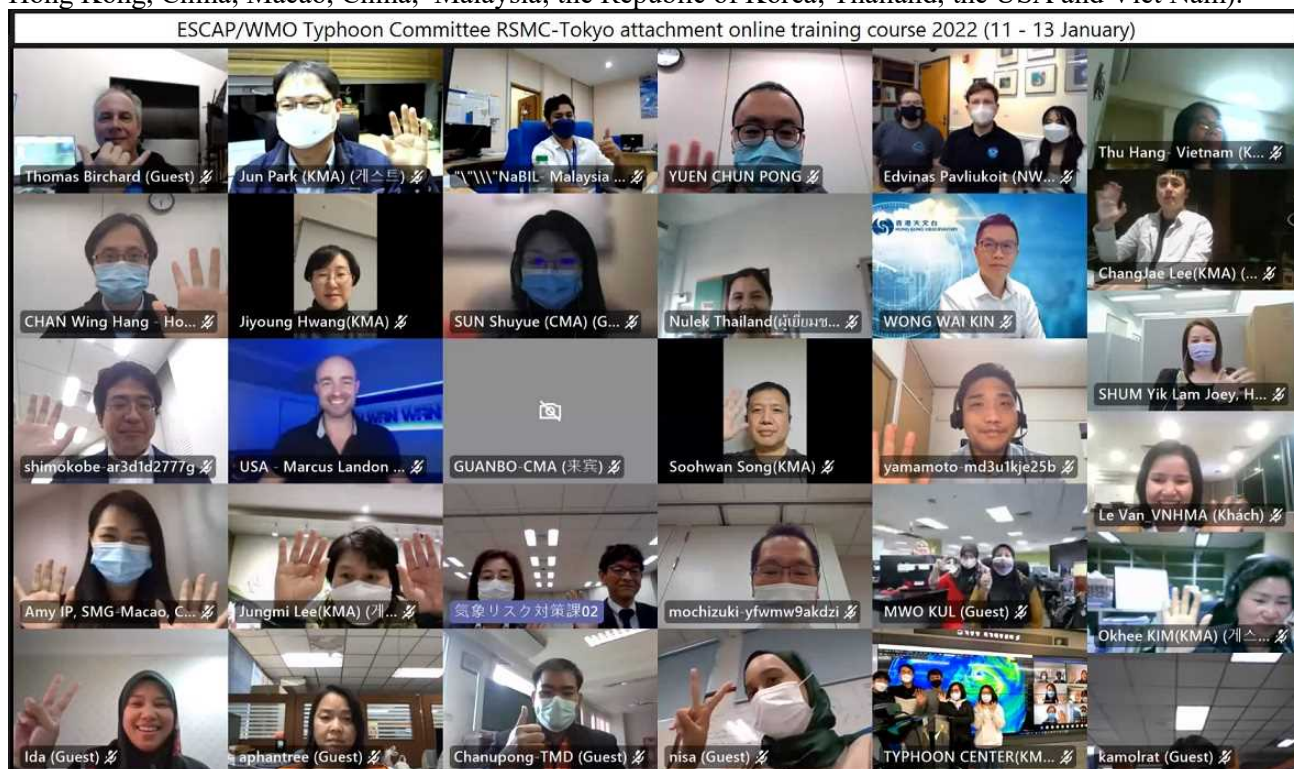 Hong Kong, China; Macao, China; Malaysia; the Republic of Korea; Thailand; the USA and Viet Nam).
ESCAP/WMO Typhoon Committee RSMC-Tokyo attachment online training course 2022 (11 - 13 January)
Thomas Birchard (Guest)
Jun Park (KMA) (게스트)
"\"\\\"NaBIL- Malaysia ...
YUEN CHUN PONG
Edvinas Pavliukoit (NW...
Thu Hang- Vietnam (K...
CHAN Wing Hang - Ho...
Jiyoung Hwang(KMA)
SUN Shuyue (CMA) (G...
Nulek Thailand(ผู้เยี่ยมช...
香港天文台
HONG KONG OBSERVATORY
WONG WAI KIN
ChangJae Lee(KMA) (...
shimokobe-ar3d1d2777g
USA - Marcus Landon ...
GUANBO-CMA (来宾)
Soohwan Song(KMA)
yamamoto-md3u1kje25b
SHUM Yik Lam Joey, H...
Le Van_VNHMA (Khách)
Amy IP, SMG-Macao, C...
Jungmi Lee(KMA) (게...
気象リスク対策課02
mochizuki-yfwmw9akdzi
MWO KUL (Guest)
Okhee KIM(KMA) (게스...
Ida (Guest)
aphantree (Guest)
Chanupong-TMD (Guest)
nisa (Guest)
TYPHOON CENTER(KM...
kamolrat (Guest)